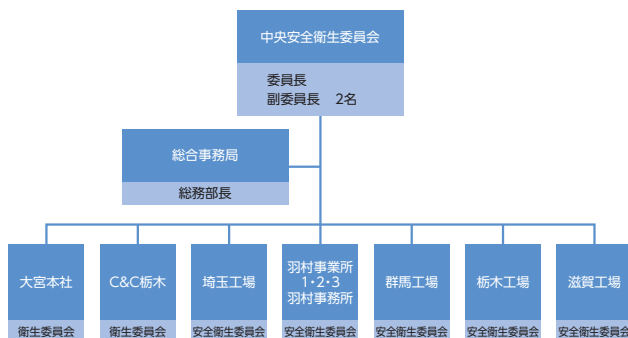 中央安全衛生委員会
委員長
副委員長 2名
総合事務局
総務部長
大宮本社
衛生委員会
C&C栃木
衛生委員会
埼玉工場
安全衛生委員会
羽村事業所
1・2・3
羽村事務所
安全衛生委員会
群馬工場
安全衛生委員会
栃木工場
安全衛生委員会
滋賀工場
安全衛生委員会